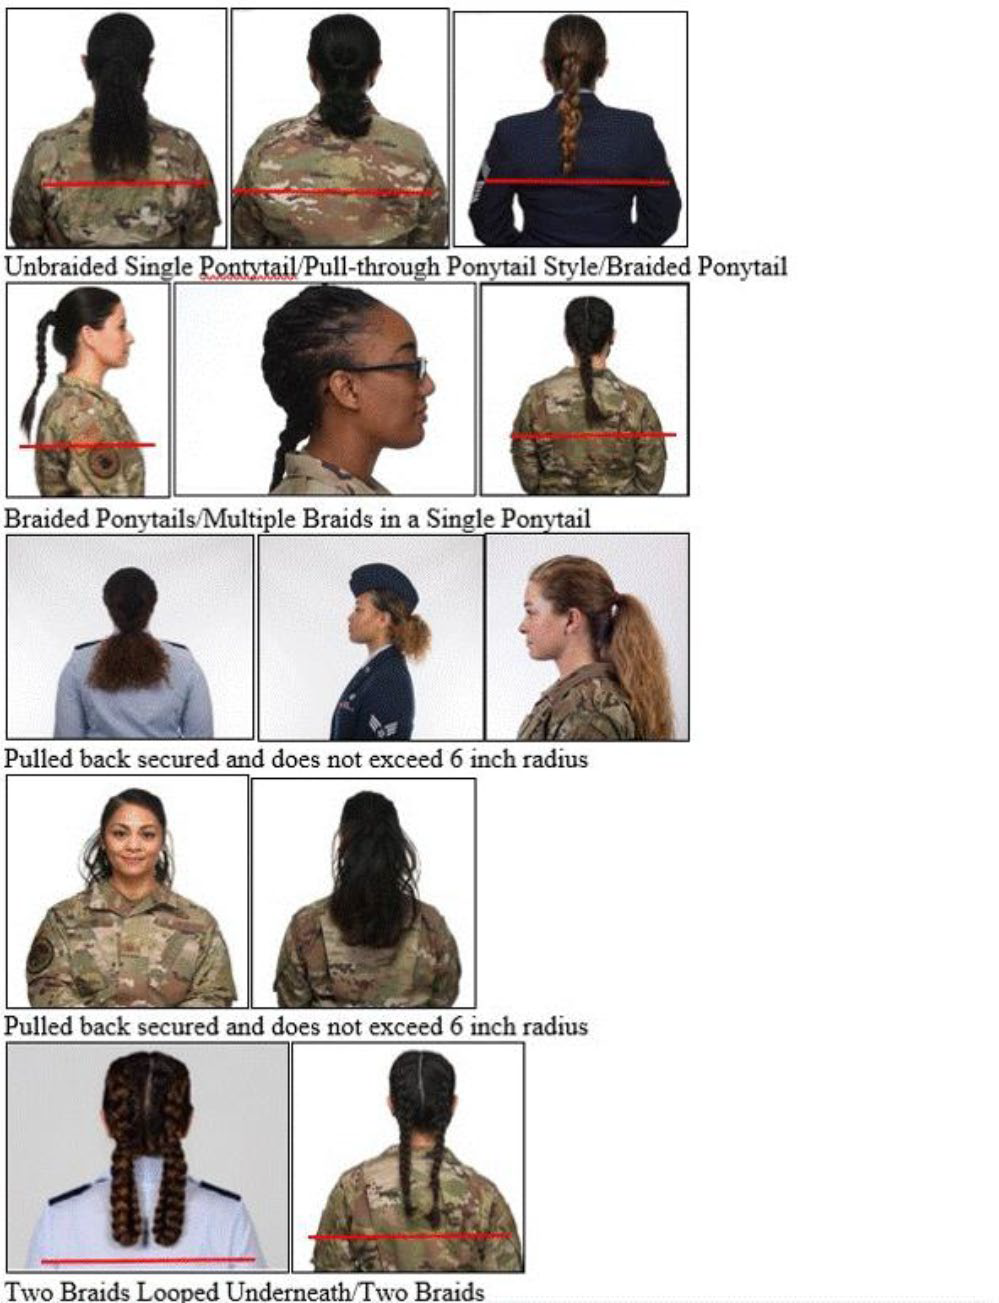 Unbraided Single Pontytail/Pull-through Ponytail Style/Braided Ponytail
Braided Ponytails/Multiple Braids in a Single Ponytail
Pulled back secured and does not exceed 6 inch radius
Pulled back secured and does not exceed 6 inch radius
Two Braids Looped Underneath/Two Braids